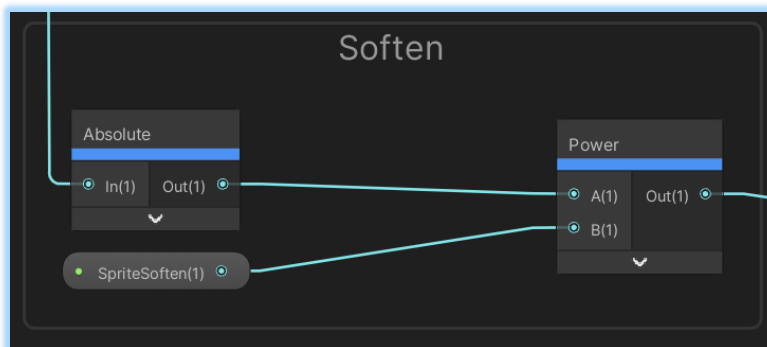 Soften
Absolute
In(1) Out(1)
SpriteSoften(1)
Power
A(1) Out(1)
B(1)